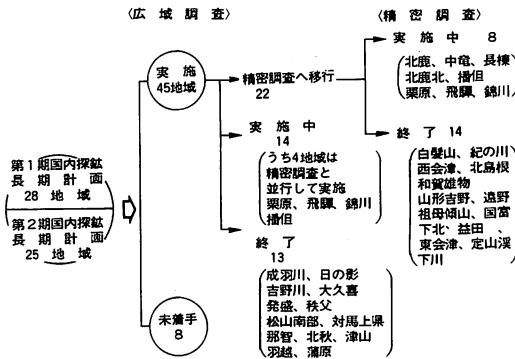 〈広域調査〉
〈精密調査〉
第1期国内探鉱
長期計画
28地域
第2期国内探鉱
長期計画
25地域
実施
45地域
未着手
8
精密調査へ移行
22
実施中
14
うち4地域は
精密調査と
並行して実施
栗原、飛騨、錦川
播但
終了
13
成羽川、日の影
吉野川、大久喜
発盛、秩父
松山南部、対馬上県
那智、北秋、津山
羽越、蒲原
実施中 8
北鹿、中竜、長棟
北鹿北、播但
栗原、飛騨、錦川
終了 14
白髪山、紀の川
西会津、北島根
和賀雄物
山形吉野、遠野
祖母傾山、国富
下北、益田、
東会津、定山渓
下川